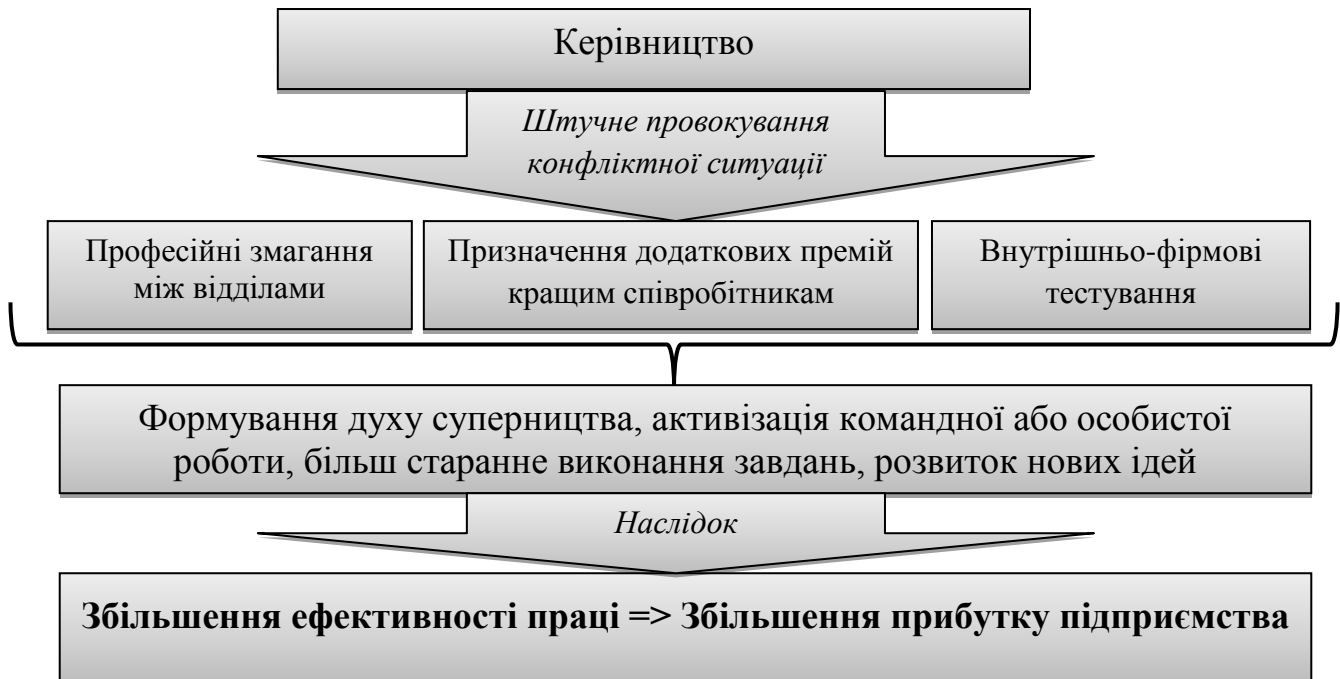 Керівництво
Штучне провокування
конфліктної ситуації
Професійні змагання
між відділами
Призначення додаткових премій
кращим співробітникам
Внутрішньо-фірмові
тестування
Формування духу суперництва, активізація командної або особистої
роботи, більш старанне виконання завдань, розвиток нових ідей
Наслідок
Збільшення ефективності праці => Збільшення прибутку підприємства